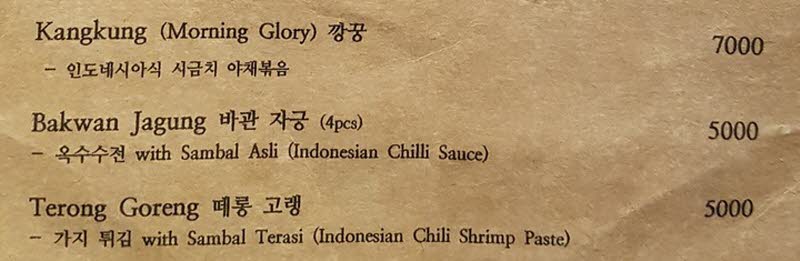 Kangkung (Morning Glory) 깡꿍 7000
– 인도네시아식 시금치 야채볶음
Bakwan Jagung 바관 자궁 (4pcs) 5000
– 옥수수전 with Sambal Asli (Indonesian Chilli Sauce)
Terong Goreng 떼롱 고랭 5000
– 가지 튀김 with Sambal Terasi (Indonesian Chili Shrimp Paste)